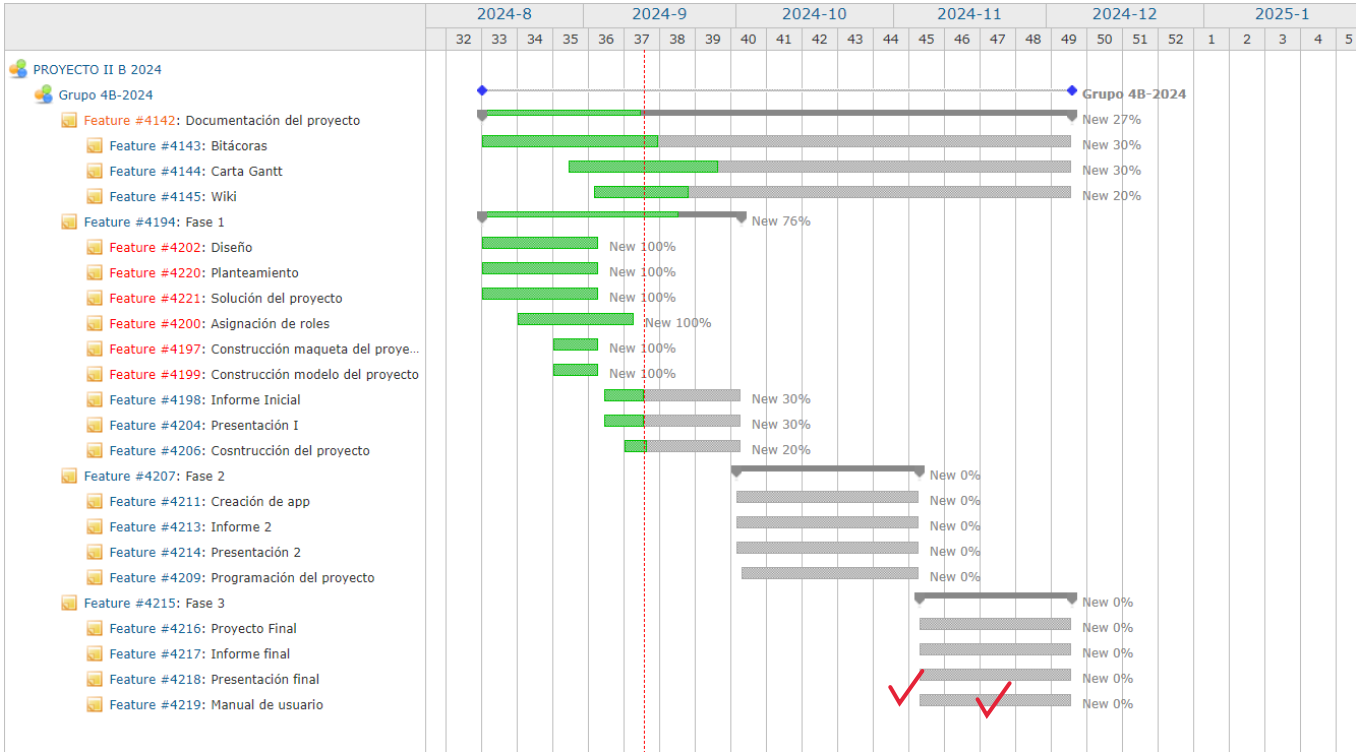 2024-8 2024-9 2024-10 2024-11 2024-12 2025-1
32 33 34 35 36 37 38 39 40 41 42 43 44 45 46 47 48 49 50 51 52 1 2 3 4 5
PROYECTO II B 2024
Grupo 4B-2024 Grupo 4B-2024
Feature #4142: Documentación del proyecto New 27%
Feature #4143: Bitácoras New 30%
Feature #4144: Carta Gantt New 30%
Feature #4145: Wiki New 20%
Feature #4194: Fase 1 New 76%
Feature #4202: Diseño New 100%
Feature #4220: Planteamiento New 100%
Feature #4221: Solución del proyecto New 100%
Feature #4200: Asignación de roles New 100%
Feature #4197: Construcción maqueta del proye... New 100%
Feature #4199: Construcción modelo del proyecto New 100%
Feature #4198: Informe Inicial New 30%
Feature #4204: Presentación I New 30%
Feature #4206: Cosntrucción del proyecto New 20%
Feature #4207: Fase 2 New 0%
Feature #4211: Creación de app New 0%
Feature #4213: Informe 2 New 0%
Feature #4214: Presentación 2 New 0%
Feature #4209: Programación del proyecto New 0%
Feature #4215: Fase 3 New 0%
Feature #4216: Proyecto Final New 0%
Feature #4217: Informe final New 0%
Feature #4218: Presentación final New 0%
Feature #4219: Manual de usuario New 0%